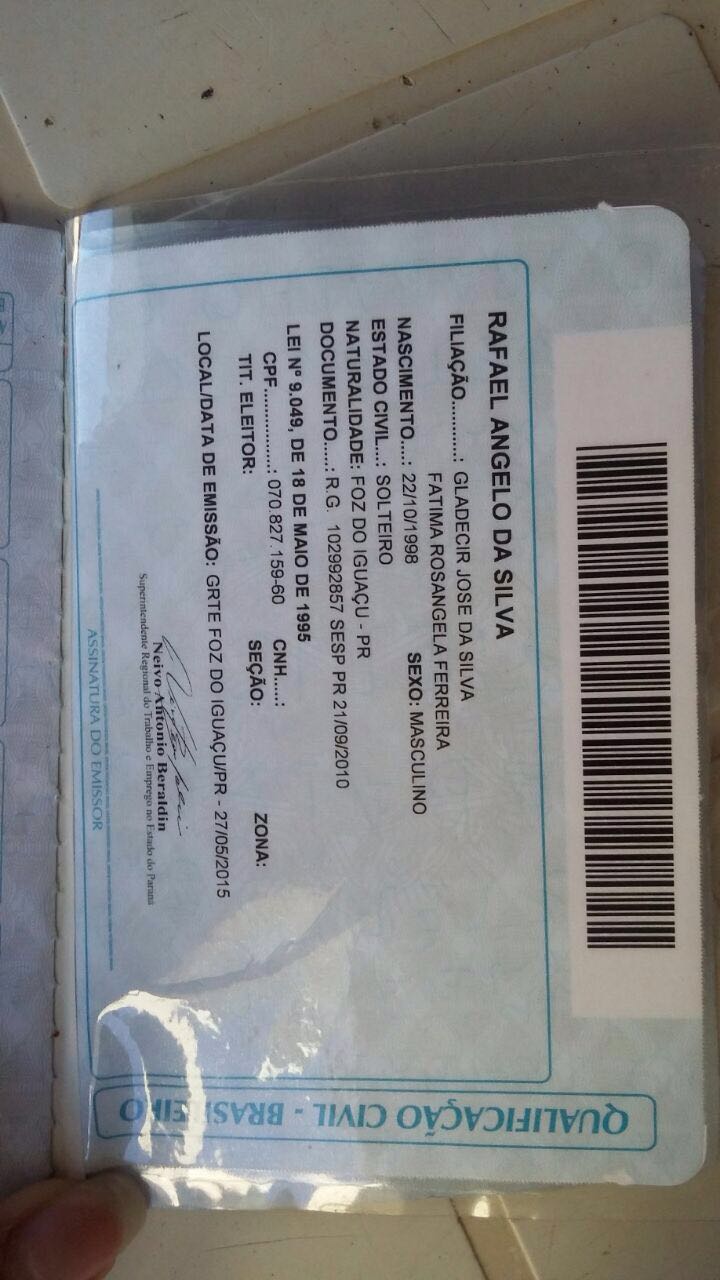 RAFAEL ANGELO DA SILVA
FILIAÇÃO............: GLADECIR JOSE DA SILVA
FATIMA ROSANGELA FERREIRA
NASCIMENTO....: 22/10/1998 SEXO: MASCULINO
ESTADO CIVIL...: SOLTEIRO
NATURALIDADE: FOZ DO IGUAÇU - PR
DOCUMENTO.....: R.G. 102992857 SESP PR 21/09/2010
LEI Nº 9.049, DE 18 DE MAIO DE 1995
CPF..................: 070.827.159-60 CNH.....:
TIT. ELEITOR: SEÇÃO: ZONA:
LOCAL/DATA DE EMISSÃO: GRTE FOZ DO IGUAÇU/PR - 27/05/2015
Neivo Antonio Beraldin
Superintendente Regional do Trabalho e Emprego no Estado do Paraná
ASSINATURA DO EMISSOR
QUALIFICAÇÃO CIVIL - BRASILEIRO